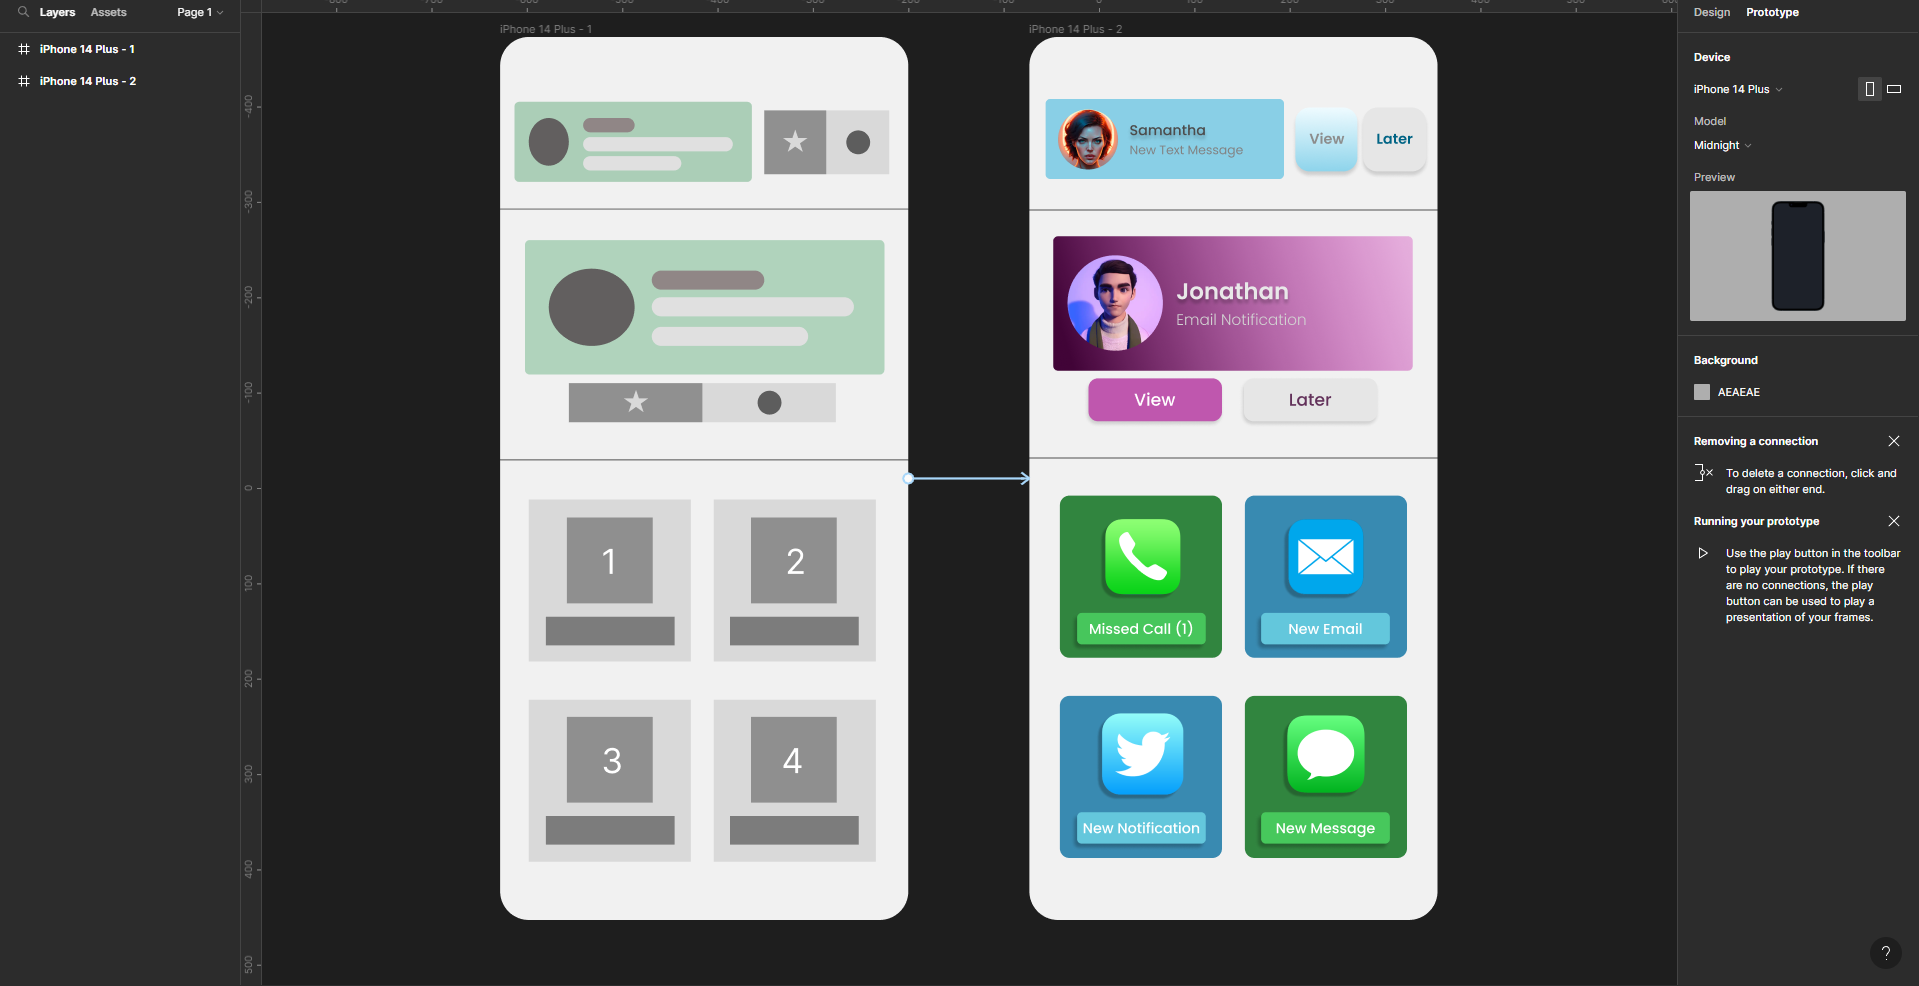 Layers
Assets
Page 1
iPhone 14 Plus - 1
iPhone 14 Plus - 2
-400
-300
-200
-100
0
100
200
300
400
500
iPhone 14 Plus - 1
1
2
3
4
iPhone 14 Plus - 2
Samantha
New Text Message
View
Later
Jonathan
Email Notification
View
Later
Missed Call (1)
New Email
New Notification
New Message
Design
Prototype
Device
iPhone 14 Plus
Model
Midnight
Preview
Background
AEAEAE
Removing a connection
To delete a connection, click and
drag on either end.
Running your prototype
Use the play button in the toolbar
to play your prototype. If there
are no connections, the play
button can be used to play a
presentation of your frames.
?